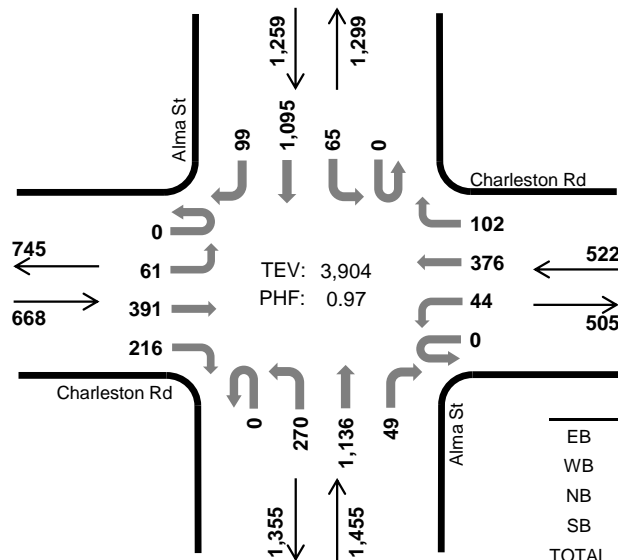 1,259
1,299
Alma St
99
1,095
65
0
Charleston Rd
0
102
745
61
TEV: 3,904
376
522
668
391
PHF: 0.97
44
505
216
0
Charleston Rd
0
270
1,136
49
Alma St
1,355
1,455
EB
WB
NB
SB
TOTAL